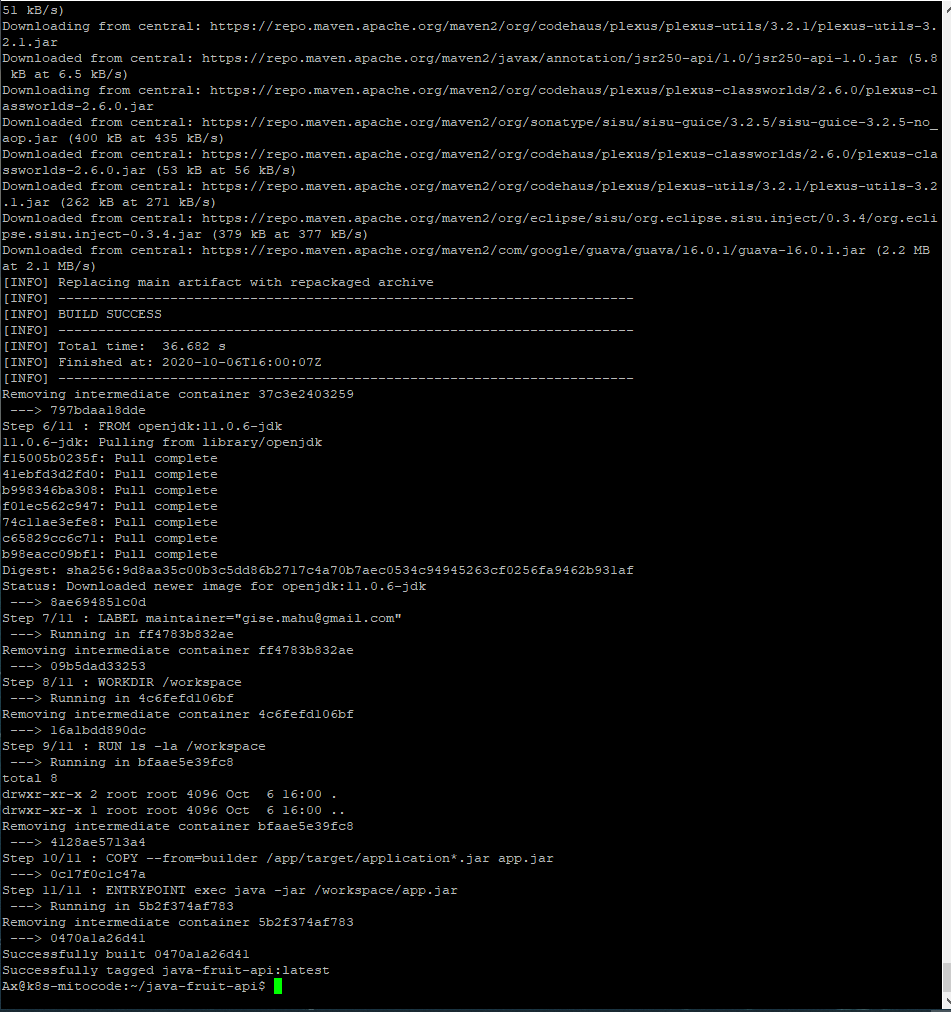 51 kB/s)
Downloading from central: https://repo.maven.apache.org/maven2/org/codehaus/plexus/plexus-utils/3.2.1/plexus-utils-3.
2.1.jar
Downloaded from central: https://repo.maven.apache.org/maven2/javax/annotation/jsr250-api/1.0/jsr250-api-1.0.jar (5.8
 kB at 6.5 kB/s)
Downloading from central: https://repo.maven.apache.org/maven2/org/codehaus/plexus/plexus-classworlds/2.6.0/plexus-cl
assworlds-2.6.0.jar
Downloaded from central: https://repo.maven.apache.org/maven2/org/sonatype/sisu/sisu-guice/3.2.5/sisu-guice-3.2.5-no_
aop.jar (400 kB at 435 kB/s)
Downloaded from central: https://repo.maven.apache.org/maven2/org/codehaus/plexus/plexus-classworlds/2.6.0/plexus-cla
ssworlds-2.6.0.jar (53 kB at 56 kB/s)
Downloaded from central: https://repo.maven.apache.org/maven2/org/codehaus/plexus/plexus-utils/3.2.1/plexus-utils-3.2
.1.jar (262 kB at 271 kB/s)
Downloaded from central: https://repo.maven.apache.org/maven2/org/eclipse/sisu/org.eclipse.sisu.inject/0.3.4/org.ecli
pse.sisu.inject-0.3.4.jar (379 kB at 377 kB/s)
Downloaded from central: https://repo.maven.apache.org/maven2/com/google/guava/guava/16.0.1/guava-16.0.1.jar (2.2 MB
at 2.1 MB/s)
[INFO] Replacing main artifact with repackaged archive
[INFO] ------------------------------------------------------------------------
[INFO] BUILD SUCCESS
[INFO] ------------------------------------------------------------------------
[INFO] Total time:  36.682 s
[INFO] Finished at: 2020-10-06T16:00:07Z
[INFO] ------------------------------------------------------------------------
Removing intermediate container 37c3e2403259
 ---> 797bdaa18dde
Step 6/11 : FROM openjdk:11.0.6-jdk
11.0.6-jdk: Pulling from library/openjdk
f15005b0235f: Pull complete
41ebfd3d2fd0: Pull complete
b998346ba308: Pull complete
f01ec562c947: Pull complete
74c11ae3efe8: Pull complete
c65829cc6c71: Pull complete
b98eacc09bf1: Pull complete
Digest: sha256:9d8aa35c00b3c5dd86b2717c4a70b7aec0534c94945263cf0256fa9462b931af
Status: Downloaded newer image for openjdk:11.0.6-jdk
 ---> 8ae694851c0d
Step 7/11 : LABEL maintainer="gise.mahu@gmail.com"
 ---> Running in ff4783b832ae
Removing intermediate container ff4783b832ae
 ---> 09b5dad33253
Step 8/11 : WORKDIR /workspace
 ---> Running in 4c6fefd106bf
Removing intermediate container 4c6fefd106bf
 ---> 16a1bdd890dc
Step 9/11 : RUN ls -la /workspace
 ---> Running in bfaae5e39fc8
total 8
drwxr-xr-x 2 root root 4096 Oct  6 16:00 .
drwxr-xr-x 1 root root 4096 Oct  6 16:00 ..
Removing intermediate container bfaae5e39fc8
 ---> 4128ae5713a4
Step 10/11 : COPY --from=builder /app/target/application*.jar app.jar
 ---> 0c17f0c1c47a
Step 11/11 : ENTRYPOINT exec java -jar /workspace/app.jar
 ---> Running in 5b2f374af783
Removing intermediate container 5b2f374af783
 ---> 0470a1a26d41
Successfully built 0470a1a26d41
Successfully tagged java-fruit-api:latest
Ax@k8s-mitocode:~/java-fruit-api$